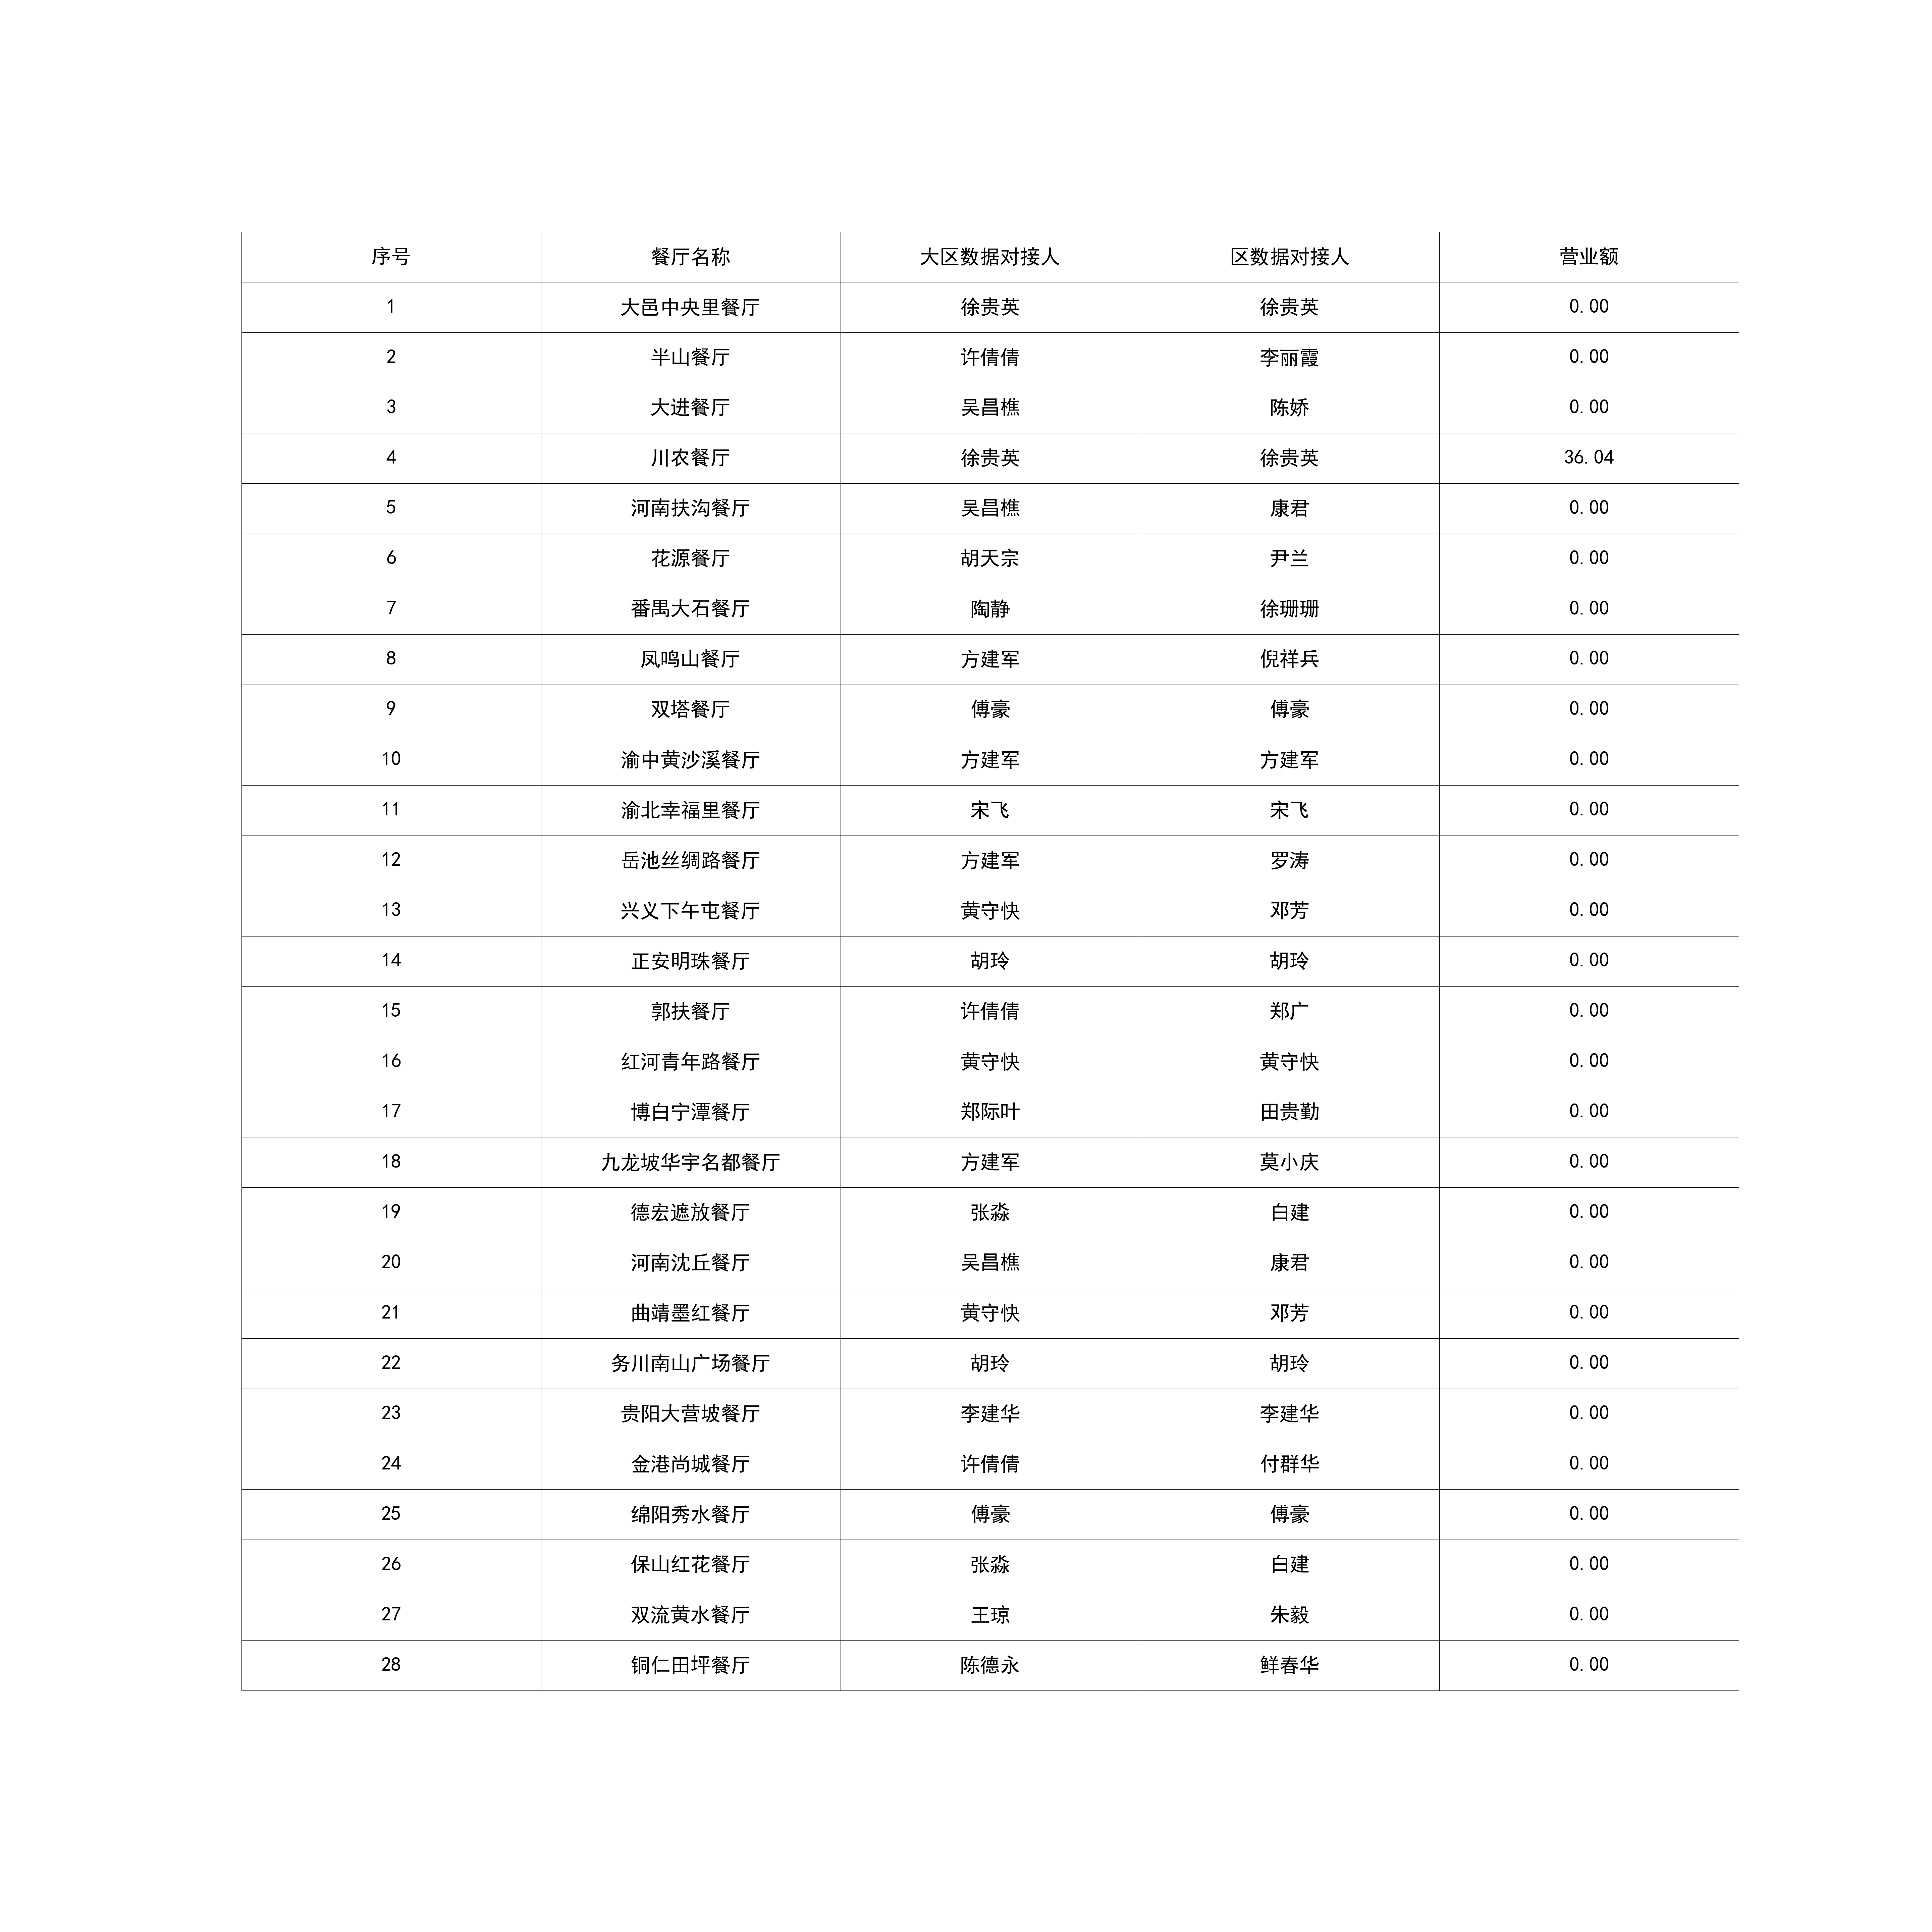 序号 餐厅名称 大区数据对接人 区数据对接人 营业额
1 大邑中央里餐厅 徐贵英 徐贵英 0.00
2 半山餐厅 许倩倩 李丽霞 0.00
3 大进餐厅 吴昌樵 陈娇 0.00
4 川农餐厅 徐贵英 徐贵英 36.04
5 河南扶沟餐厅 吴昌樵 康君 0.00
6 花源餐厅 胡天宗 尹兰 0.00
7 番禺大石餐厅 陶静 徐珊珊 0.00
8 凤鸣山餐厅 方建军 倪祥兵 0.00
9 双塔餐厅 傅豪 傅豪 0.00
10 渝中黄沙溪餐厅 方建军 方建军 0.00
11 渝北幸福里餐厅 宋飞 宋飞 0.00
12 岳池丝绸路餐厅 方建军 罗涛 0.00
13 兴义下午屯餐厅 黄守快 邓芳 0.00
14 正安明珠餐厅 胡玲 胡玲 0.00
15 郭扶餐厅 许倩倩 郑广 0.00
16 红河青年路餐厅 黄守快 黄守快 0.00
17 博白宁潭餐厅 郑际叶 田贵勤 0.00
18 九龙坡华宇名都餐厅 方建军 莫小庆 0.00
19 德宏遮放餐厅 张淼 白建 0.00
20 河南沈丘餐厅 吴昌樵 康君 0.00
21 曲靖墨红餐厅 黄守快 邓芳 0.00
22 务川南山广场餐厅 胡玲 胡玲 0.00
23 贵阳大营坡餐厅 李建华 李建华 0.00
24 金港尚城餐厅 许倩倩 付群华 0.00
25 绵阳秀水餐厅 傅豪 傅豪 0.00
26 保山红花餐厅 张淼 白建 0.00
27 双流黄水餐厅 王琼 朱毅 0.00
28 铜仁田坪餐厅 陈德永 鲜春华 0.00